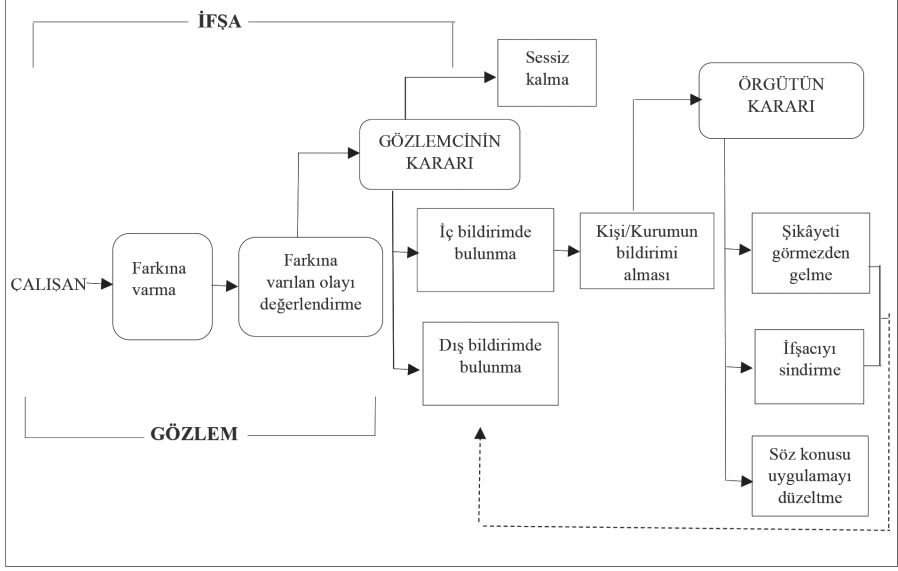 İFŞA
Sessiz
kalma
ÖRGÜTÜN
KARARI
GÖZLEMCİNİN
KARARI
ÇALIŞAN
Farkına
varma
Farkına
varılan olayı
değerlendirme
İç bildirimde
bulunma
Kişi/Kurumun
bildirimi
alması
Şikâyeti
görmezden
gelme
Dış bildirimde
bulunma
İfşacıyı
sindirme
GÖZLEM
Söz konusu
uygulamayı
düzeltme